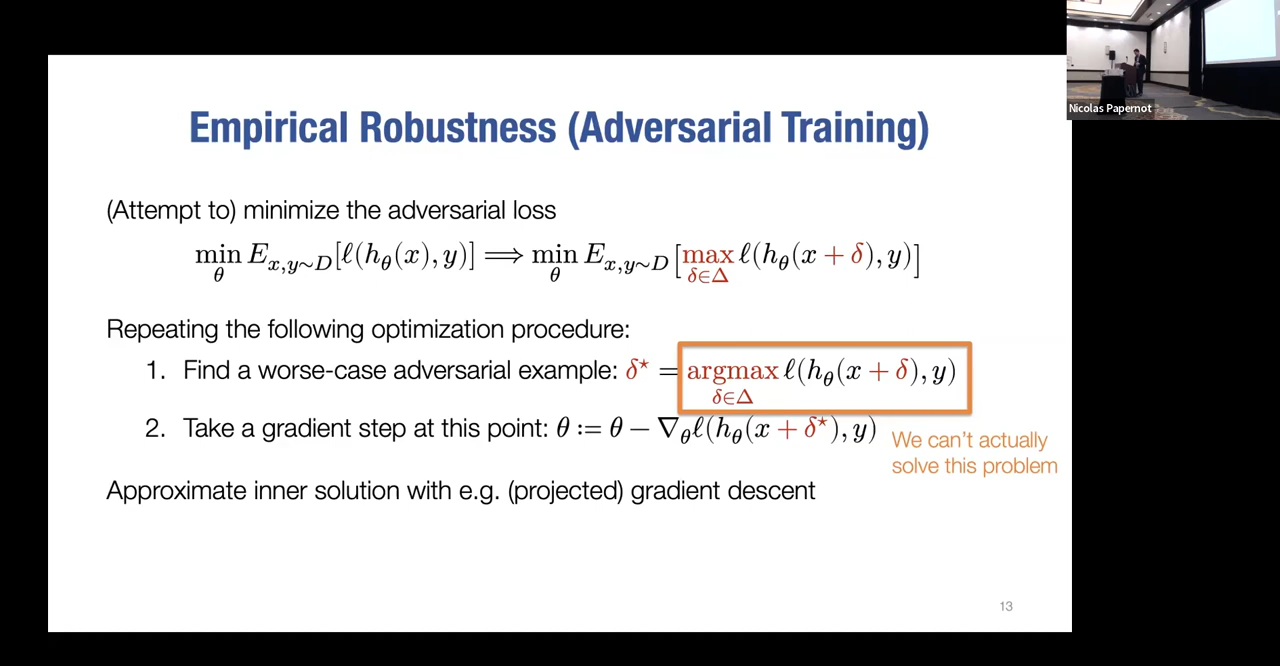 Nicolas Papernot
Empirical Robustness (Adversarial Training)
(Attempt to) minimize the adversarial loss
min_θ E_{x,y∼D}[ℓ(h_θ(x), y)] ⟹ min_θ E_{x,y∼D}[max_{δ∈Δ} ℓ(h_θ(x + δ), y)]
Repeating the following optimization procedure:
1. Find a worse-case adversarial example: δ⋆ = argmax_{δ∈Δ} ℓ(h_θ(x + δ), y)
2. Take a gradient step at this point: θ := θ − ∇_θℓ(h_θ(x + δ⋆), y)
We can't actually
solve this problem
Approximate inner solution with e.g. (projected) gradient descent
13